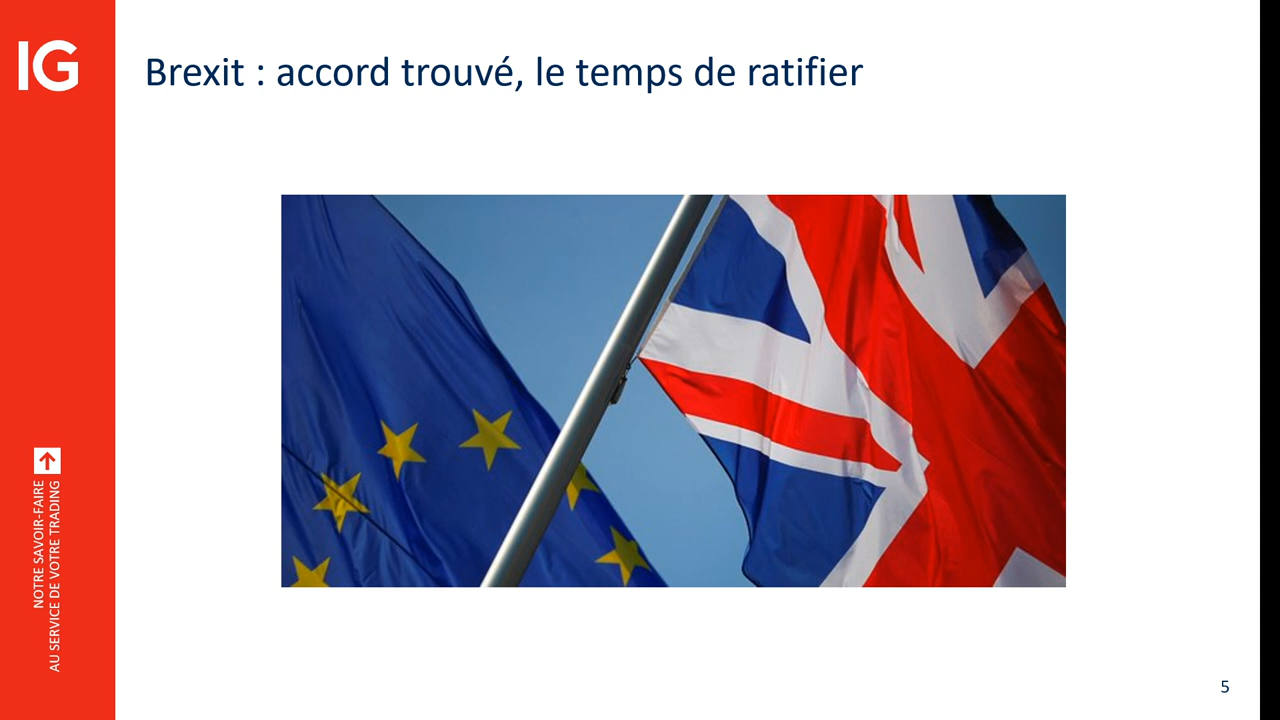 IG
Brexit : accord trouvé, le temps de ratifier
NOTRE SAVOIR-FAIRE
AU SERVICE DE VOTRE TRADING
5